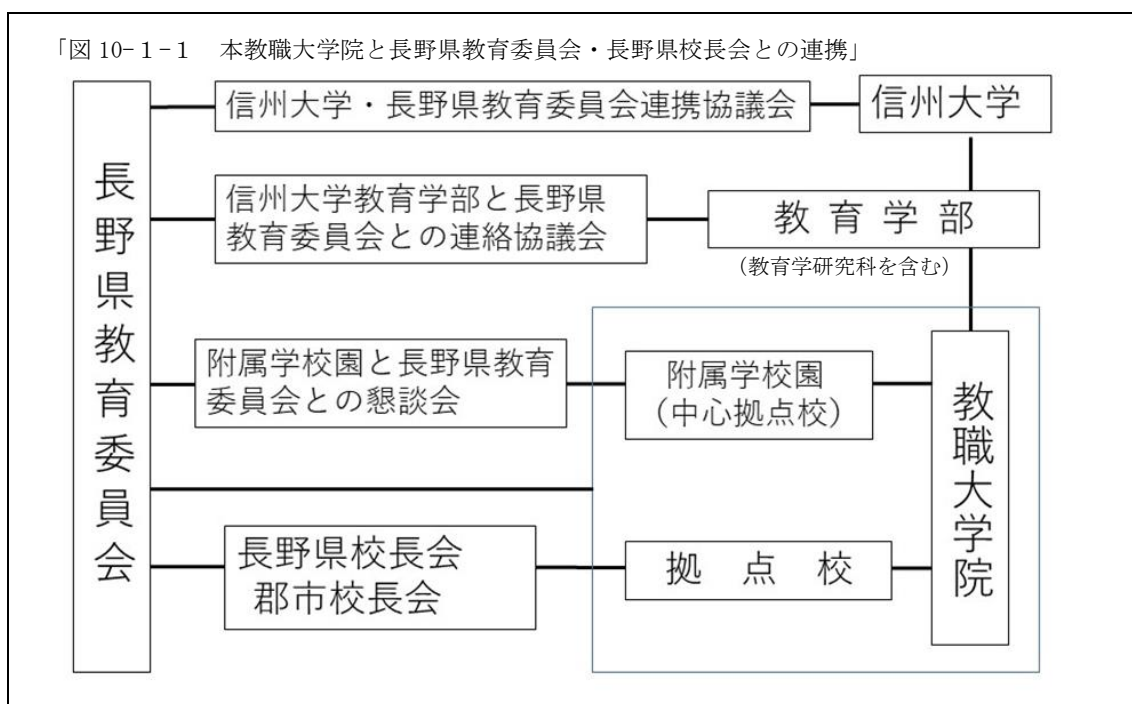 「図 10-１-１　本教職大学院と長野県教育委員会・長野県校長会との連携」
長野県教育委員会
信州大学・長野県教育委員会連携協議会
信州大学
信州大学教育学部と長野県
教育委員会との連絡協議会
教育学部
（教育学研究科を含む）
附属学校園と長野県教育
委員会との懇談会
附属学校園
（中心拠点校）
教職大学院
長野県校長会
郡市校長会
拠点校